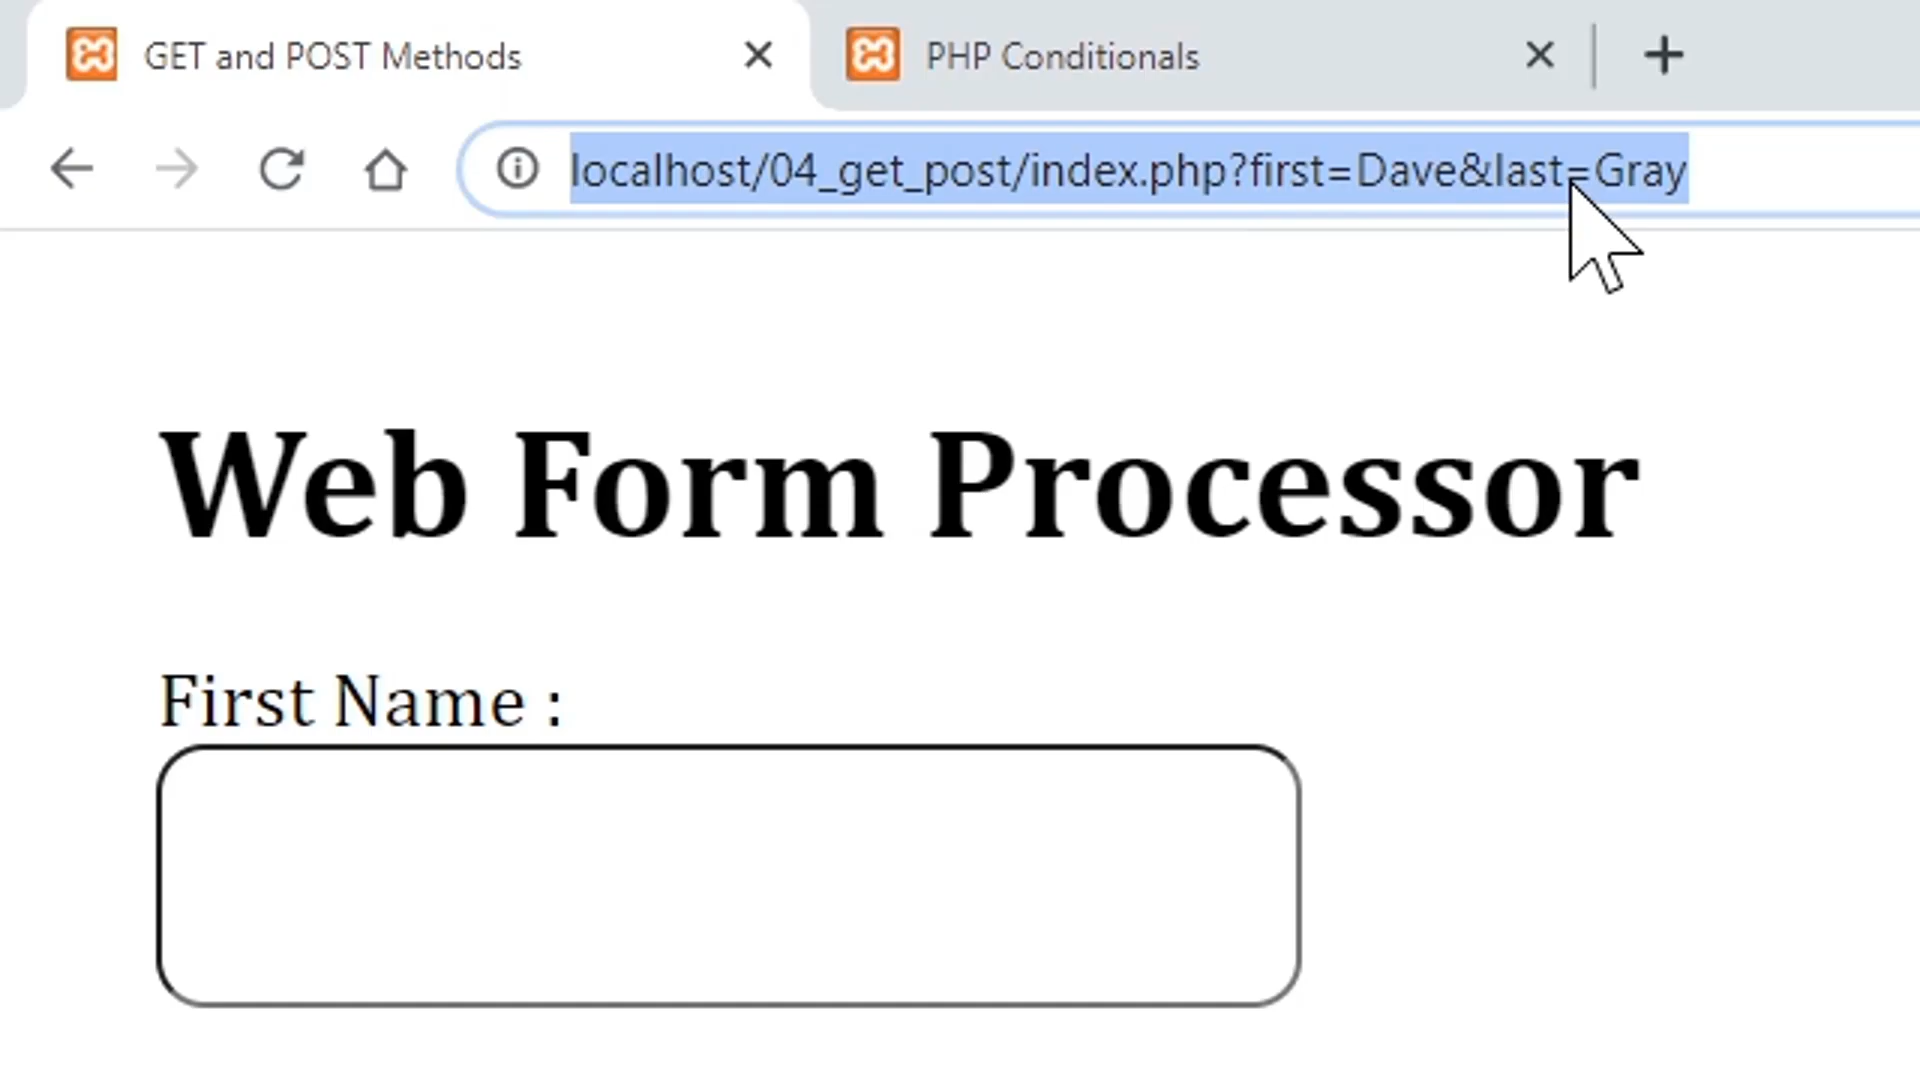 GET and POST Methods
PHP Conditionals
localhost/04_get_post/index.php?first=Dave&last=Gray
Web Form Processor
First Name :